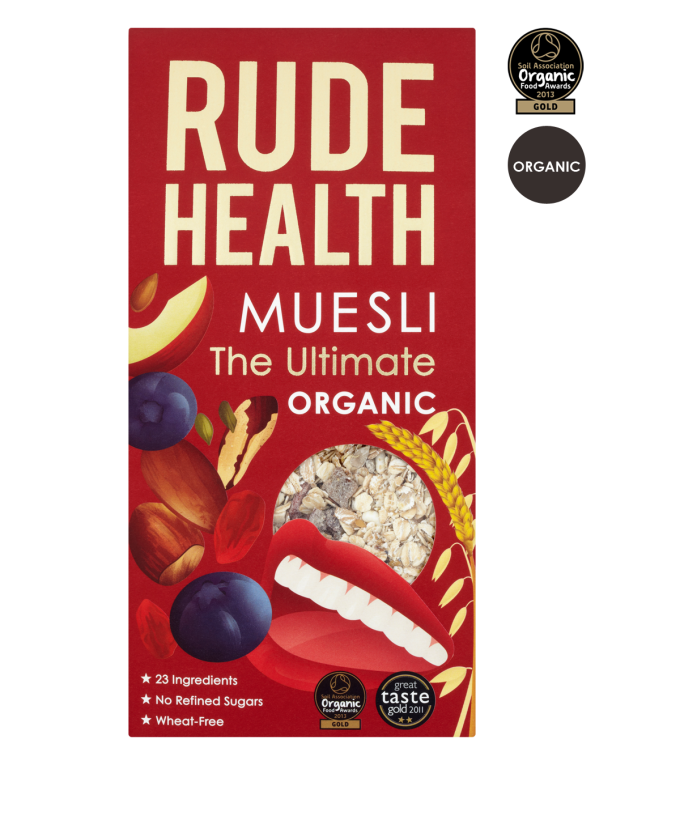 RUDE
HEALTH
MUESLI
The Ultimate
ORGANIC
★ 23 Ingredients
★ No Refined Sugars
★ Wheat-Free
Soil Association
Organic
Food Awards
2013
GOLD
great
taste
gold 2011
★★
Soil Association
Organic
Food Awards
2013
GOLD
ORGANIC